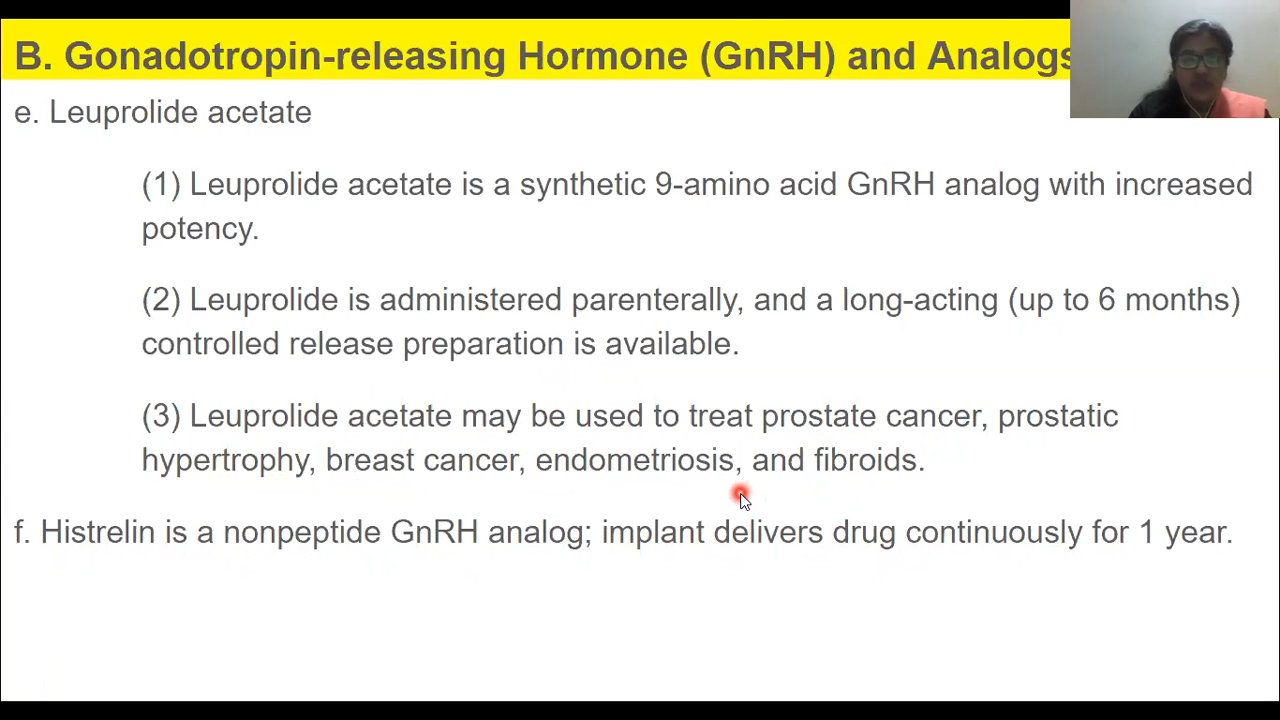 B. Gonadotropin-releasing Hormone (GnRH) and Analogs
e. Leuprolide acetate
(1) Leuprolide acetate is a synthetic 9-amino acid GnRH analog with increased
potency.
(2) Leuprolide is administered parenterally, and a long-acting (up to 6 months)
controlled release preparation is available.
(3) Leuprolide acetate may be used to treat prostate cancer, prostatic
hypertrophy, breast cancer, endometriosis, and fibroids.
f. Histrelin is a nonpeptide GnRH analog; implant delivers drug continuously for 1 year.